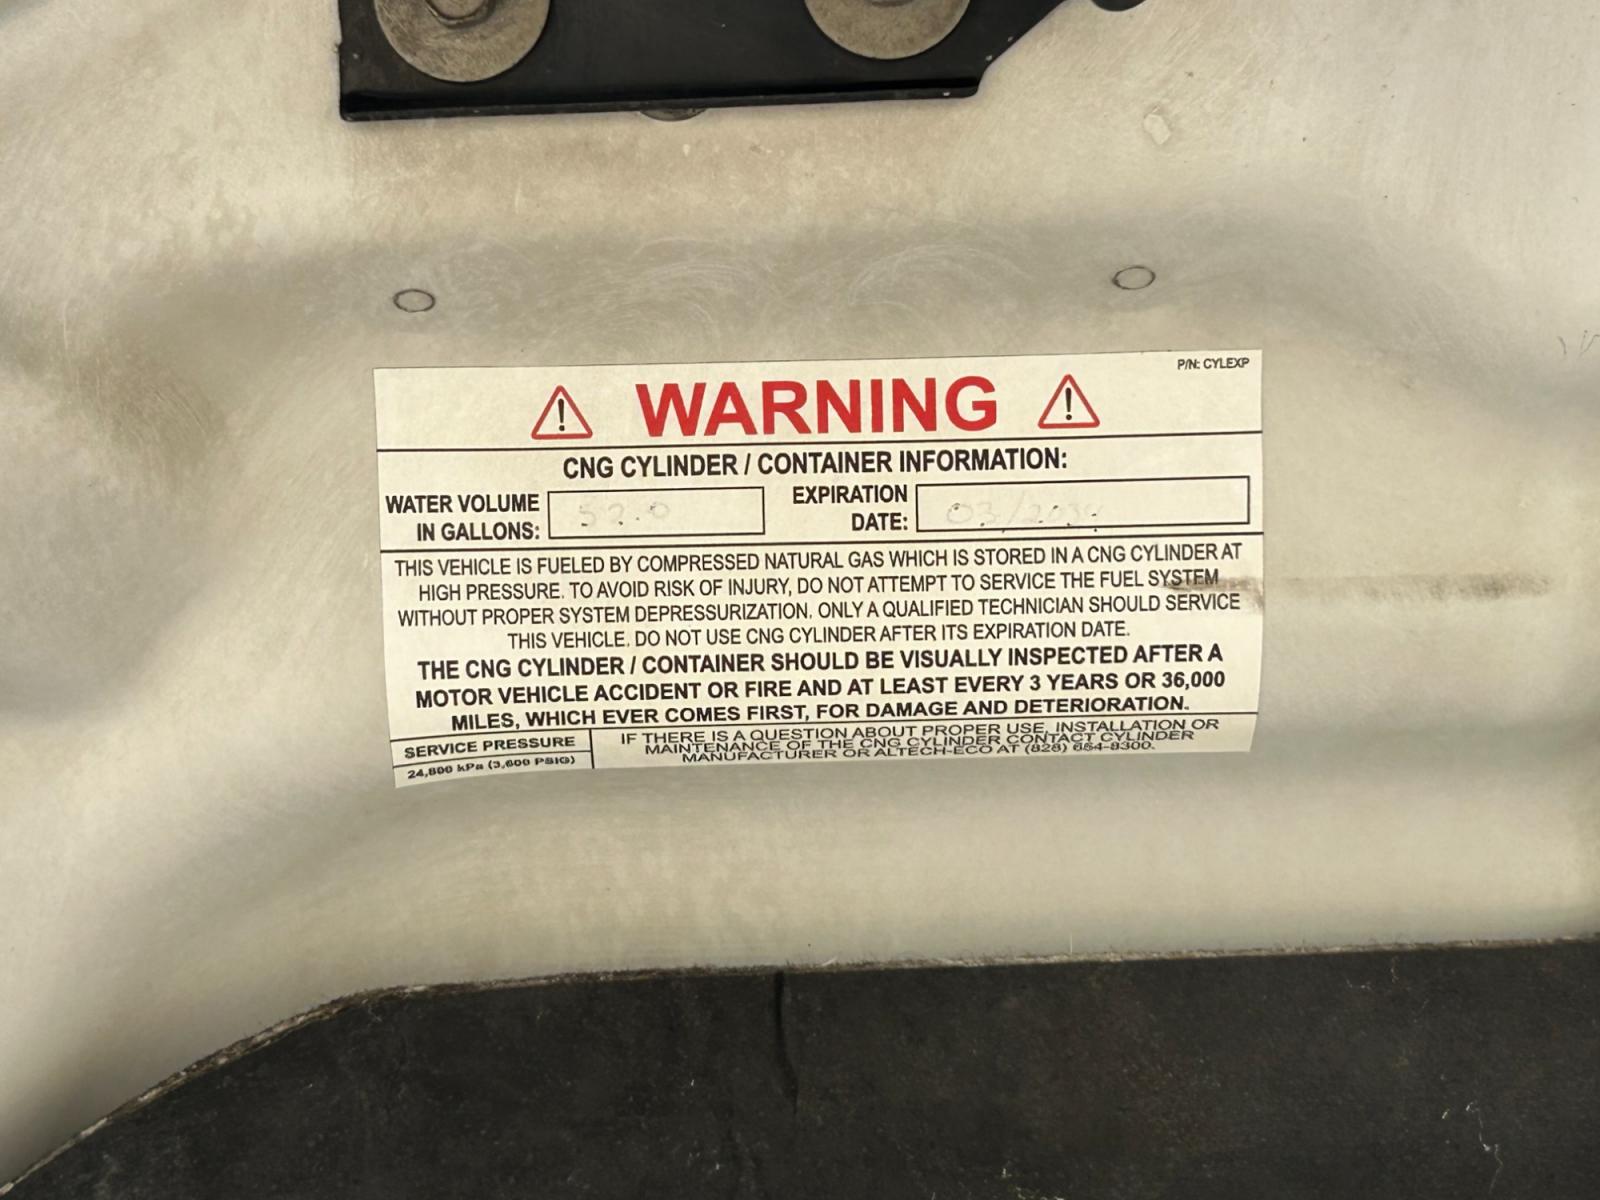 P/N: CYLEXP
WARNING
CNG CYLINDER / CONTAINER INFORMATION:
WATER VOLUME
IN GALLONS:
EXPIRATION
DATE:
THIS VEHICLE IS FUELED BY COMPRESSED NATURAL GAS WHICH IS STORED IN A CNG CYLINDER AT
HIGH PRESSURE. TO AVOID RISK OF INJURY, DO NOT ATTEMPT TO SERVICE THE FUEL SYSTEM
WITHOUT PROPER SYSTEM DEPRESSURIZATION. ONLY A QUALIFIED TECHNICIAN SHOULD SERVICE
THIS VEHICLE. DO NOT USE CNG CYLINDER AFTER ITS EXPIRATION DATE.
THE CNG CYLINDER / CONTAINER SHOULD BE VISUALLY INSPECTED AFTER A
MOTOR VEHICLE ACCIDENT OR FIRE AND AT LEAST EVERY 3 YEARS OR 36,000
MILES, WHICH EVER COMES FIRST, FOR DAMAGE AND DETERIORATION.
SERVICE PRESSURE
24,800 kPa (3,600 PSIG)
IF THERE IS A QUESTION ABOUT PROPER USE, INSTALLATION OR
MAINTENANCE OF THE CNG CYLINDER CONTACT CYLINDER
MANUFACTURER OR ALTECH-ECO AT (828) 654-8300.